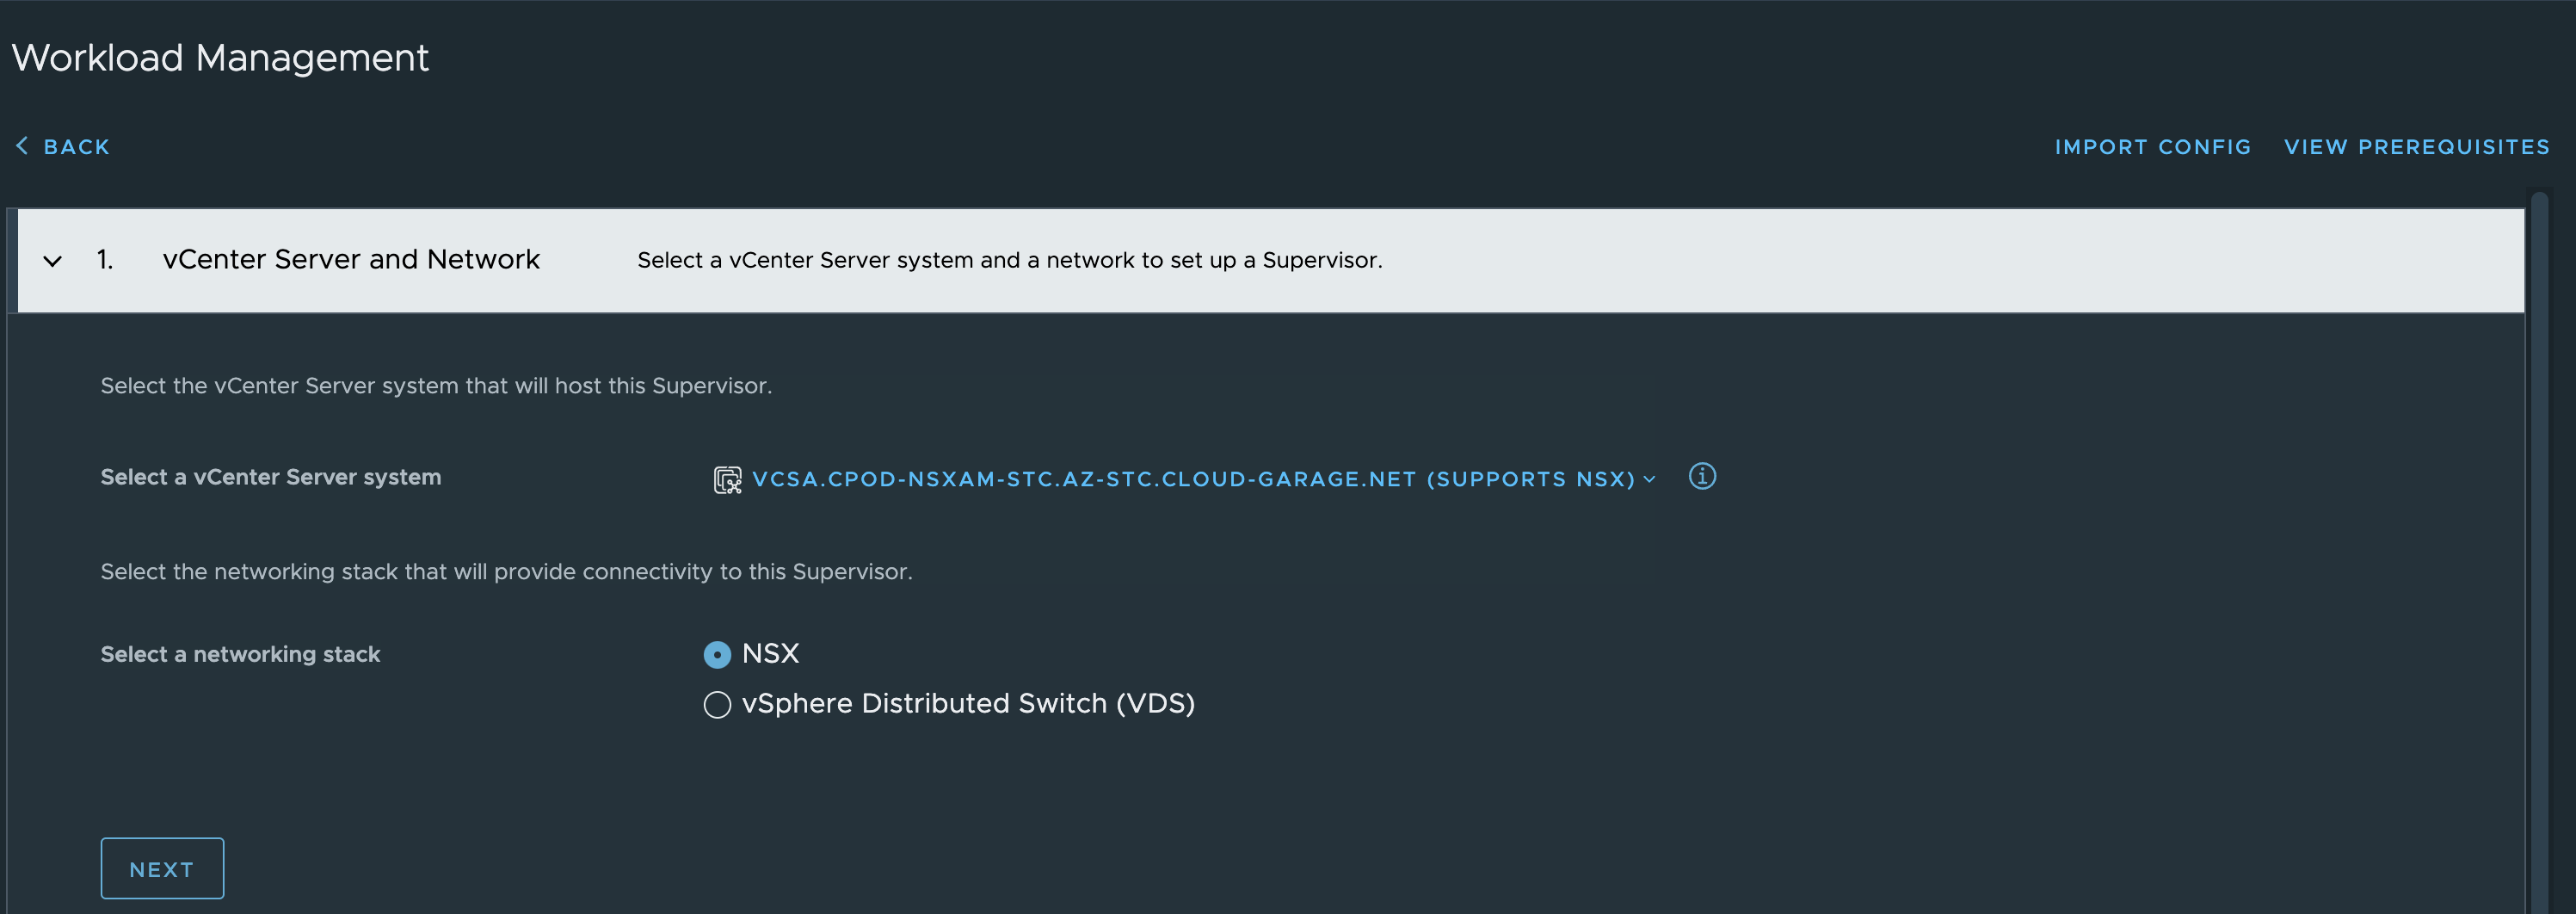 Workload Management
BACK
IMPORT CONFIG VIEW PREREQUISITES
1. vCenter Server and Network Select a vCenter Server system and a network to set up a Supervisor.
Select the vCenter Server system that will host this Supervisor.
Select a vCenter Server system VCSA.CPOD-NSXAM-STC.AZ-STC.CLOUD-GARAGE.NET (SUPPORTS NSX)
Select the networking stack that will provide connectivity to this Supervisor.
Select a networking stack NSX
vSphere Distributed Switch (VDS)
NEXT